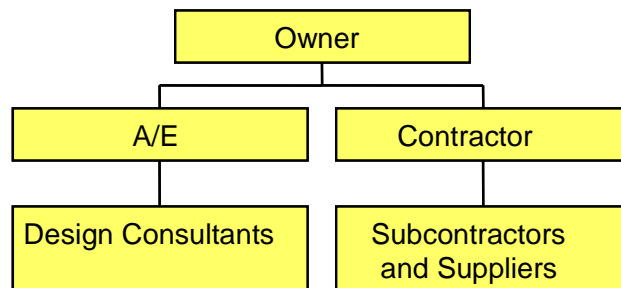 Owner
A/E
Contractor
Design Consultants
Subcontractors
and Suppliers